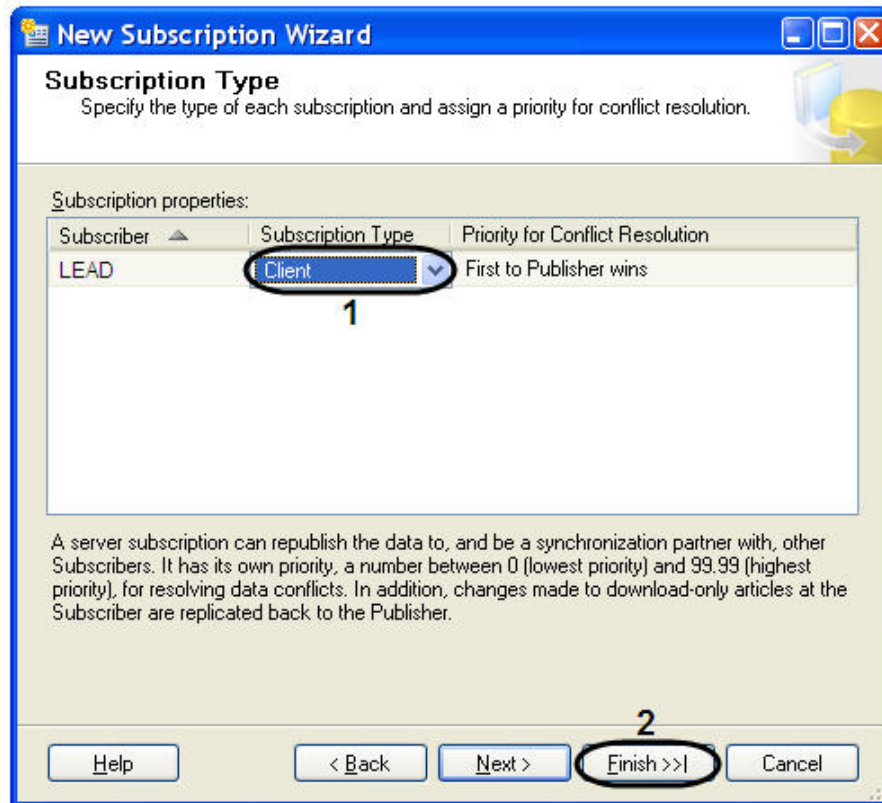 New Subscription Wizard
Subscription Type
Specify the type of each subscription and assign a priority for conflict resolution.
Subscription properties:
Subscriber Subscription Type Priority for Conflict Resolution
LEAD Client First to Publisher wins
1
A server subscription can republish the data to, and be a synchronization partner with, other
Subscribers. It has its own priority, a number between 0 (lowest priority) and 99.99 (highest
priority), for resolving data conflicts. In addition, changes made to download-only articles at the
Subscriber are replicated back to the Publisher.
2
Help < Back Next > Finish >>| Cancel